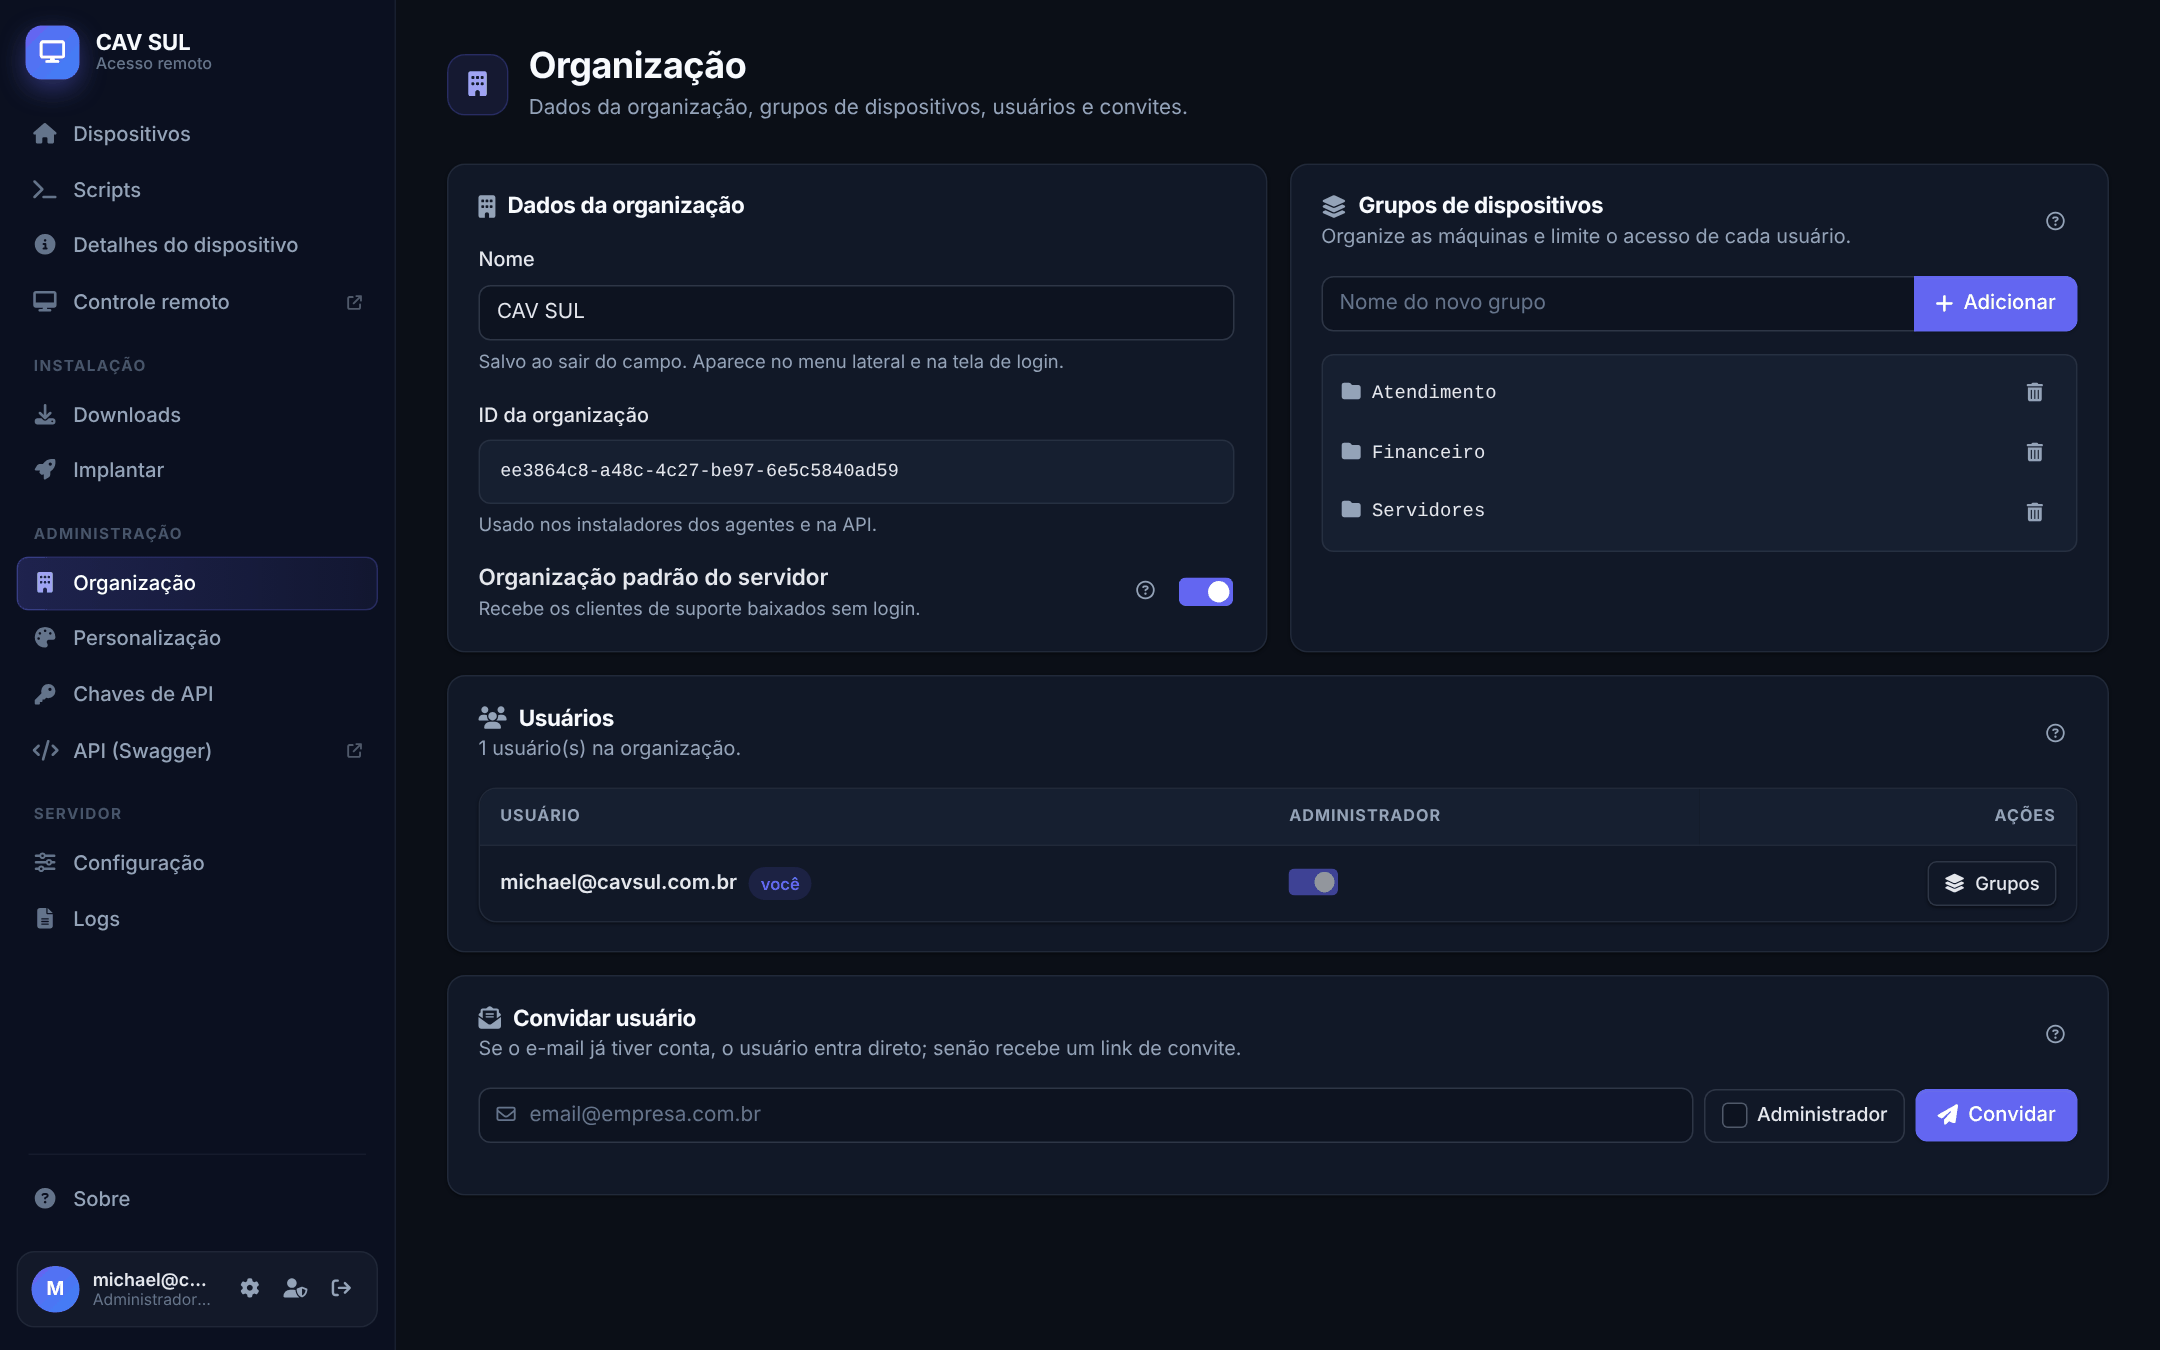 CAV SUL
Acesso remoto
Dispositivos
Scripts
Detalhes do dispositivo
Controle remoto
INSTALAÇÃO
Downloads
Implantar
ADMINISTRAÇÃO
Organização
Personalização
Chaves de API
API (Swagger)
SERVIDOR
Configuração
Logs
Sobre
M
michael@c...
Administrador...
Organização
Dados da organização, grupos de dispositivos, usuários e convites.
Dados da organização
Nome
CAV SUL
Salvo ao sair do campo. Aparece no menu lateral e na tela de login.
ID da organização
ee3864c8-a48c-4c27-be97-6e5c5840ad59
Usado nos instaladores dos agentes e na API.
Organização padrão do servidor
Recebe os clientes de suporte baixados sem login.
Grupos de dispositivos
Organize as máquinas e limite o acesso de cada usuário.
Nome do novo grupo
Adicionar
Atendimento
Financeiro
Servidores
Usuários
1 usuário(s) na organização.
USUÁRIO ADMINISTRADOR AÇÕES
michael@cavsul.com.br você Grupos
Convidar usuário
Se o e-mail já tiver conta, o usuário entra direto; senão recebe um link de convite.
email@empresa.com.br Administrador Convidar